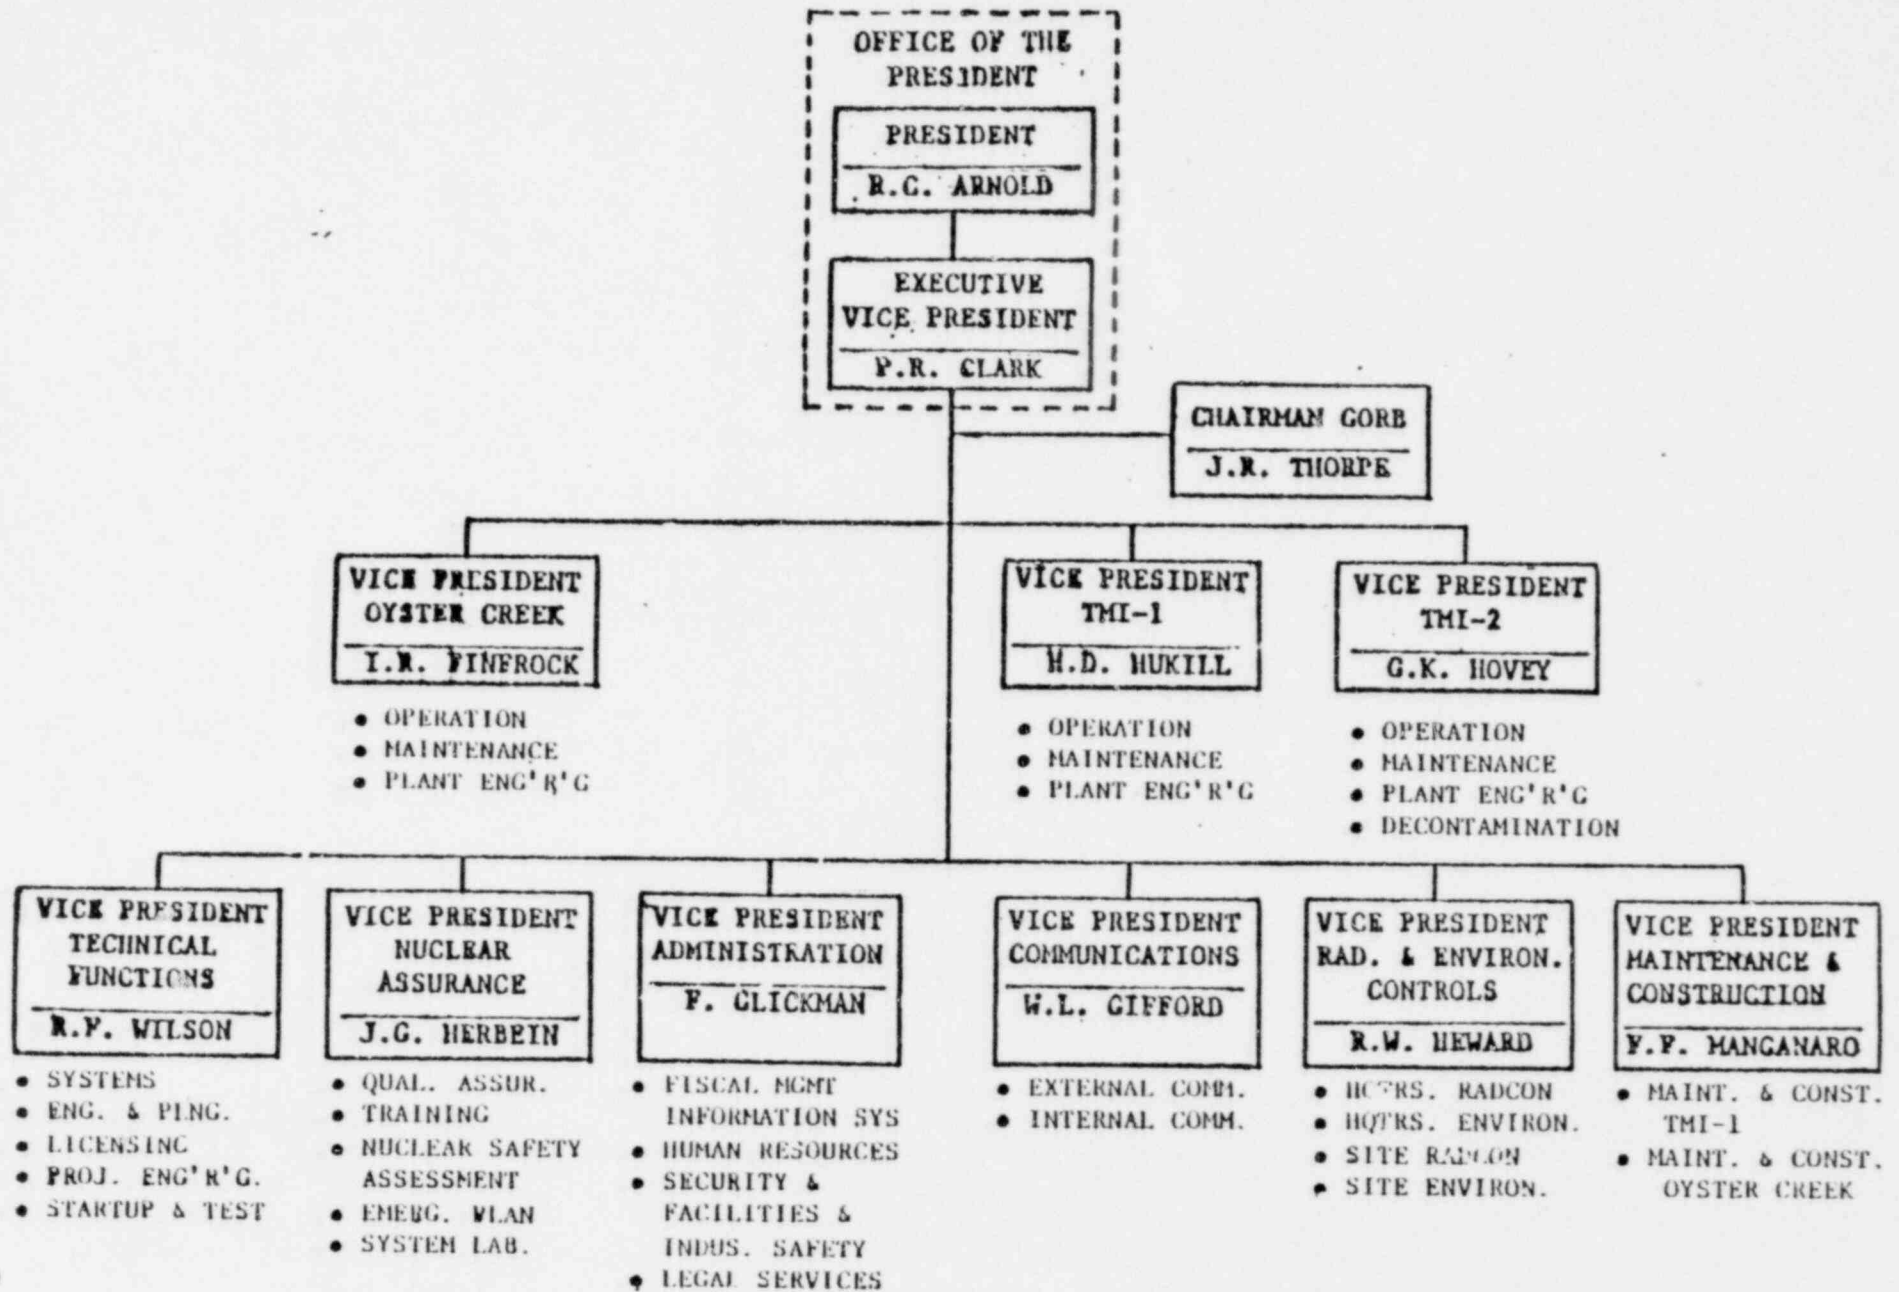 OFFICE OF THE
PRESIDENT
PRESIDENT
R.C. ARNOLD
EXECUTIVE
VICE PRESIDENT
P.R. CLARK
CHAIRMAN GORB
J.R. THORPE
VICE PRESIDENT
OYSTER CREEK
I.R. FINFROCK
VICE PRESIDENT
TMI-1
H.D. HUKILL
VICE PRESIDENT
TMI-2
G.K. HOVEY
• OPERATION
• MAINTENANCE
• PLANT ENG'R'G
• OPERATION
• MAINTENANCE
• PLANT ENG'R'G
• OPERATION
• MAINTENANCE
• PLANT ENG'R'G
• DECONTAMINATION
VICE PRESIDENT
TECHNICAL
FUNCTIONS
R.F. WILSON
• SYSTEMS
• ENG. & PLNG.
• LICENSING
• PROJ. ENG'R'G.
• STARTUP & TEST
VICE PRESIDENT
NUCLEAR
ASSURANCE
J.G. HERBEIN
• QUAL. ASSUR.
• TRAINING
• NUCLEAR SAFETY
ASSESSMENT
• EMERG. PLAN
• SYSTEM LAB.
VICE PRESIDENT
ADMINISTRATION
F. GLICKMAN
• FISCAL MGMT
INFORMATION SYS
• HUMAN RESOURCES
• SECURITY &
FACILITIES &
INDUS. SAFETY
• LEGAL SERVICES
VICE PRESIDENT
COMMUNICATIONS
W.L. GIFFORD
• EXTERNAL COMM.
• INTERNAL COMM.
VICE PRESIDENT
RAD. & ENVIRON.
CONTROLS
R.W. HEWARD
• HQTRS. RADCON
• HQTRS. ENVIRON.
• SITE RADCON
• SITE ENVIRON.
VICE PRESIDENT
MAINTENANCE &
CONSTRUCTION
F.F. MANGANARO
• MAINT. & CONST.
TMI-1
• MAINT. & CONST.
OYSTER CREEK